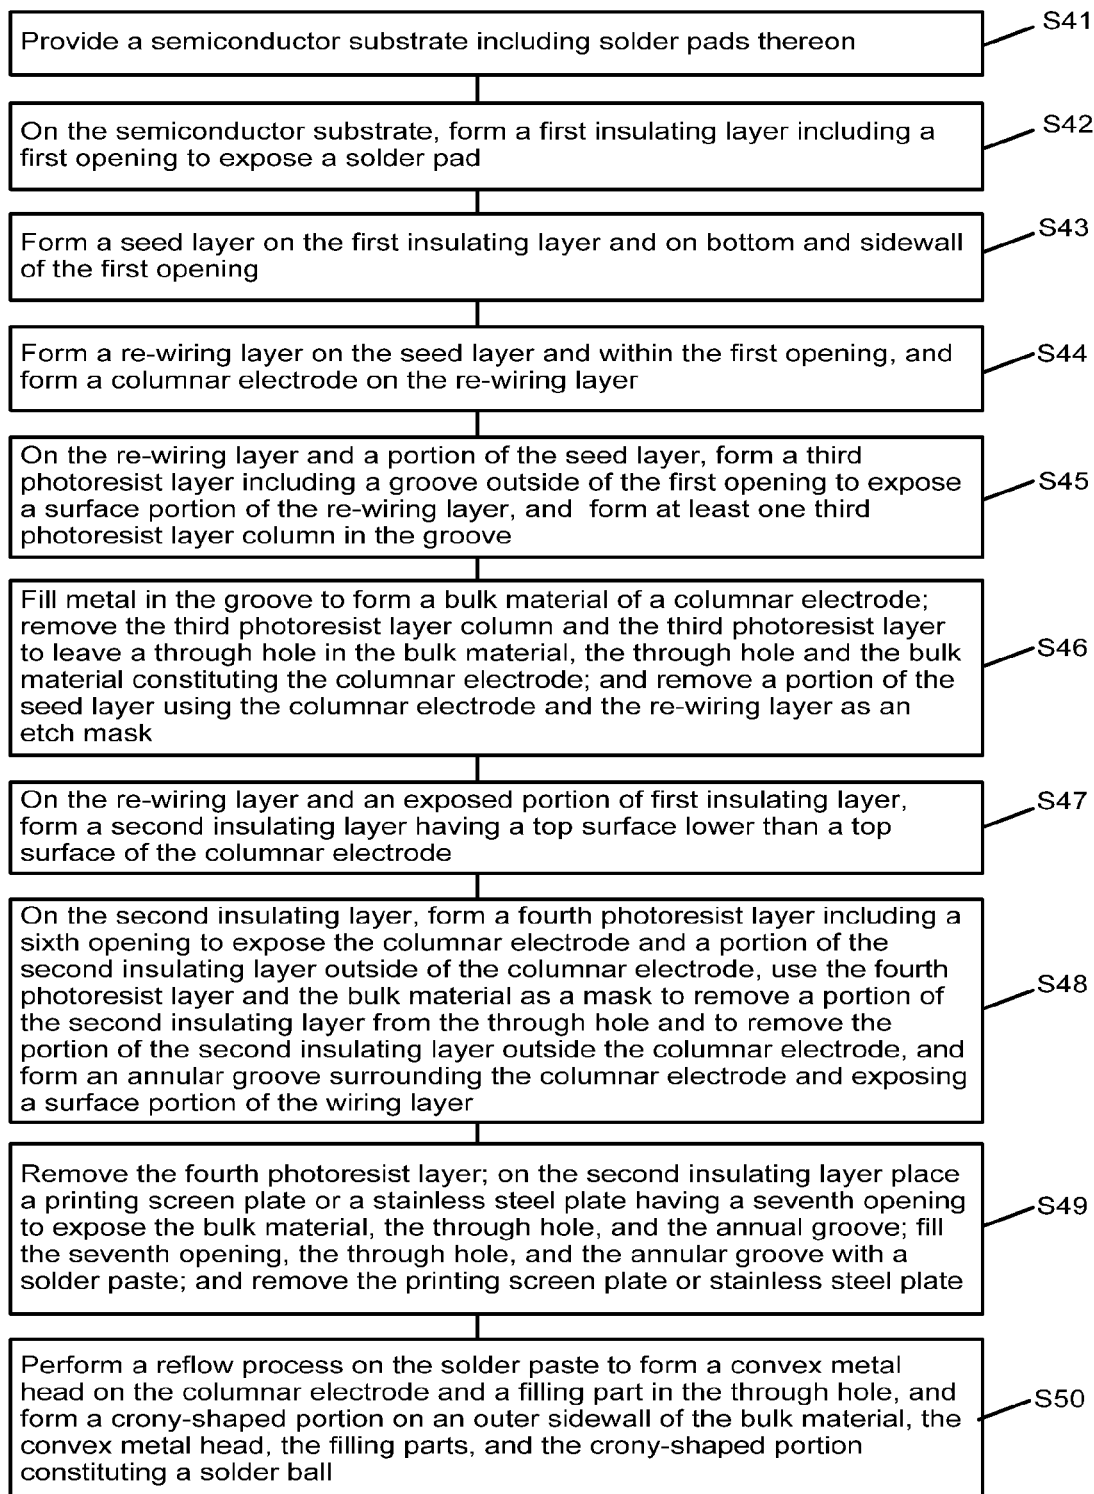 Provide a semiconductor substrate including solder pads thereon
S41
On the semiconductor substrate, form a first insulating layer including a
first opening to expose a solder pad
S42
Form a seed layer on the first insulating layer and on bottom and sidewall
of the first opening
S43
Form a re-wiring layer on the seed layer and within the first opening, and
form a columnar electrode on the re-wiring layer
S44
On the re-wiring layer and a portion of the seed layer, form a third
photoresist layer including a groove outside of the first opening to expose
a surface portion of the re-wiring layer, and form at least one third
photoresist layer column in the groove
S45
Fill metal in the groove to form a bulk material of a columnar electrode;
remove the third photoresist layer column and the third photoresist layer
to leave a through hole in the bulk material, the through hole and the bulk
material constituting the columnar electrode; and remove a portion of the
seed layer using the columnar electrode and the re-wiring layer as an
etch mask
S46
On the re-wiring layer and an exposed portion of first insulating layer,
form a second insulating layer having a top surface lower than a top
surface of the columnar electrode
S47
On the second insulating layer, form a fourth photoresist layer including a
sixth opening to expose the columnar electrode and a portion of the
second insulating layer outside of the columnar electrode, use the fourth
photoresist layer and the bulk material as a mask to remove a portion of
the second insulating layer from the through hole and to remove the
portion of the second insulating layer outside the columnar electrode, and
form an annular groove surrounding the columnar electrode and exposing
a surface portion of the wiring layer
S48
Remove the fourth photoresist layer; on the second insulating layer place
a printing screen plate or a stainless steel plate having a seventh opening
to expose the bulk material, the through hole, and the annual groove; fill
the seventh opening, the through hole, and the annular groove with a
solder paste; and remove the printing screen plate or stainless steel plate
S49
Perform a reflow process on the solder paste to form a convex metal
head on the columnar electrode and a filling part in the through hole, and
form a crony-shaped portion on an outer sidewall of the bulk material, the
convex metal head, the filling parts, and the crony-shaped portion
constituting a solder ball
S50